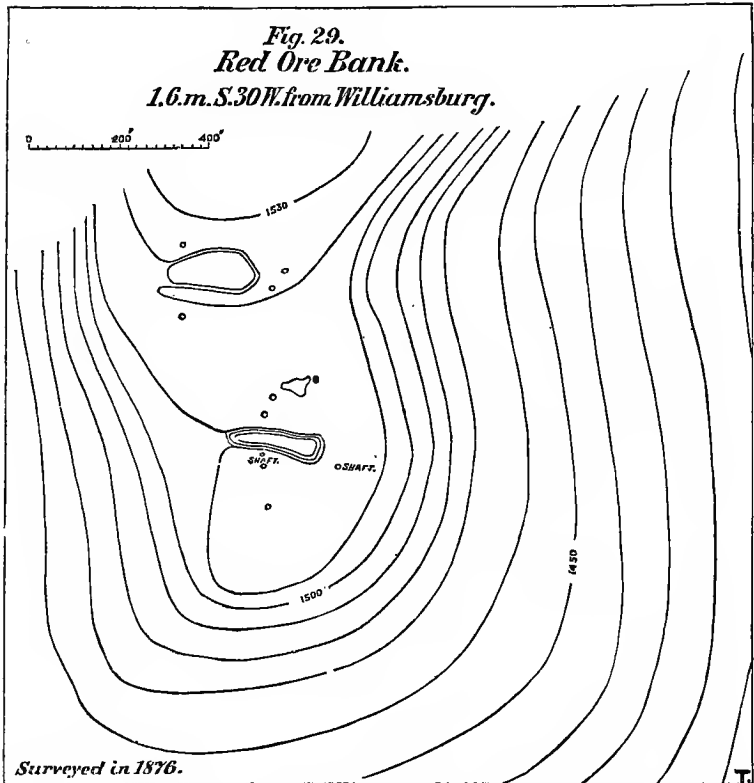 Fig. 29.
Red Ore Bank.
1.6.m. S.30 W. from Williamsburg.
0 200' 400'
1530
SHAFT.
SHAFT.
1500
1450
Surveyed in 1876.